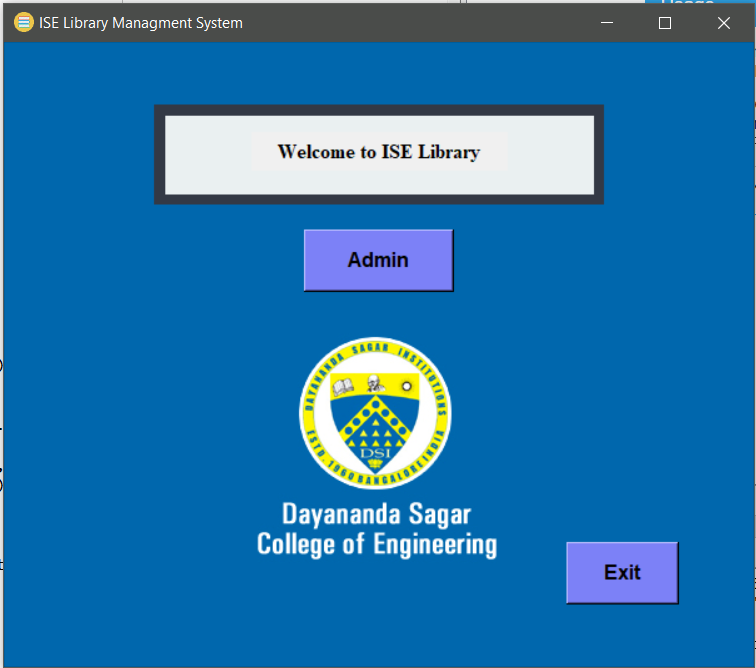 ISE Library Managment System
Welcome to ISE Library
Admin
DAYANANDA SAGAR INSTITUTIONS
ESTD. 1960 BANGALORE INDIA
DSI
Dayananda Sagar
College of Engineering
Exit